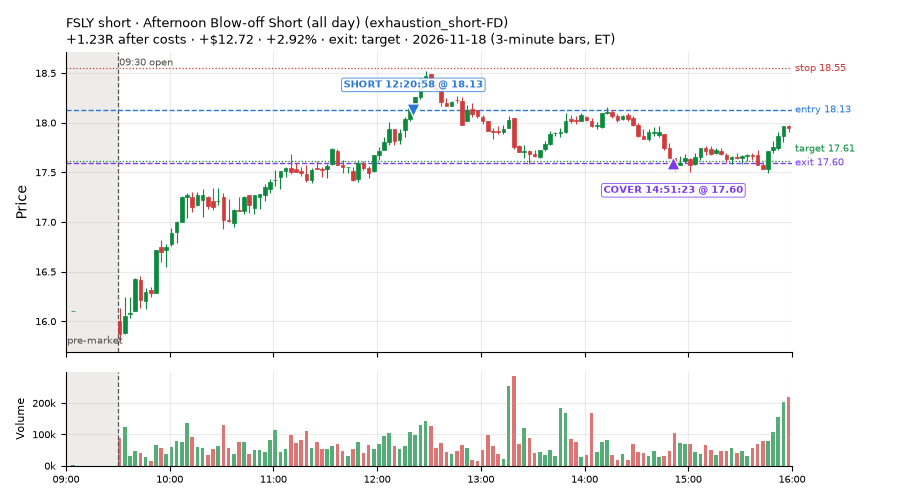 FSLY short · Afternoon Blow-off Short (all day) (exhaustion_short-FD)
+1.23R after costs · +$12.72 · +2.92% · exit: target · 2026-11-18 (3-minute bars, ET)
09:30 open
stop 18.55
18.5
SHORT 12:20:58 @ 18.13
entry 18.13
18.0
target 17.61
exit 17.60
17.5
COVER 14:51:23 @ 17.60
Price
17.0
16.5
16.0
pre-market
Volume
200k
100k
0k
09:00 10:00 11:00 12:00 13:00 14:00 15:00 16:00